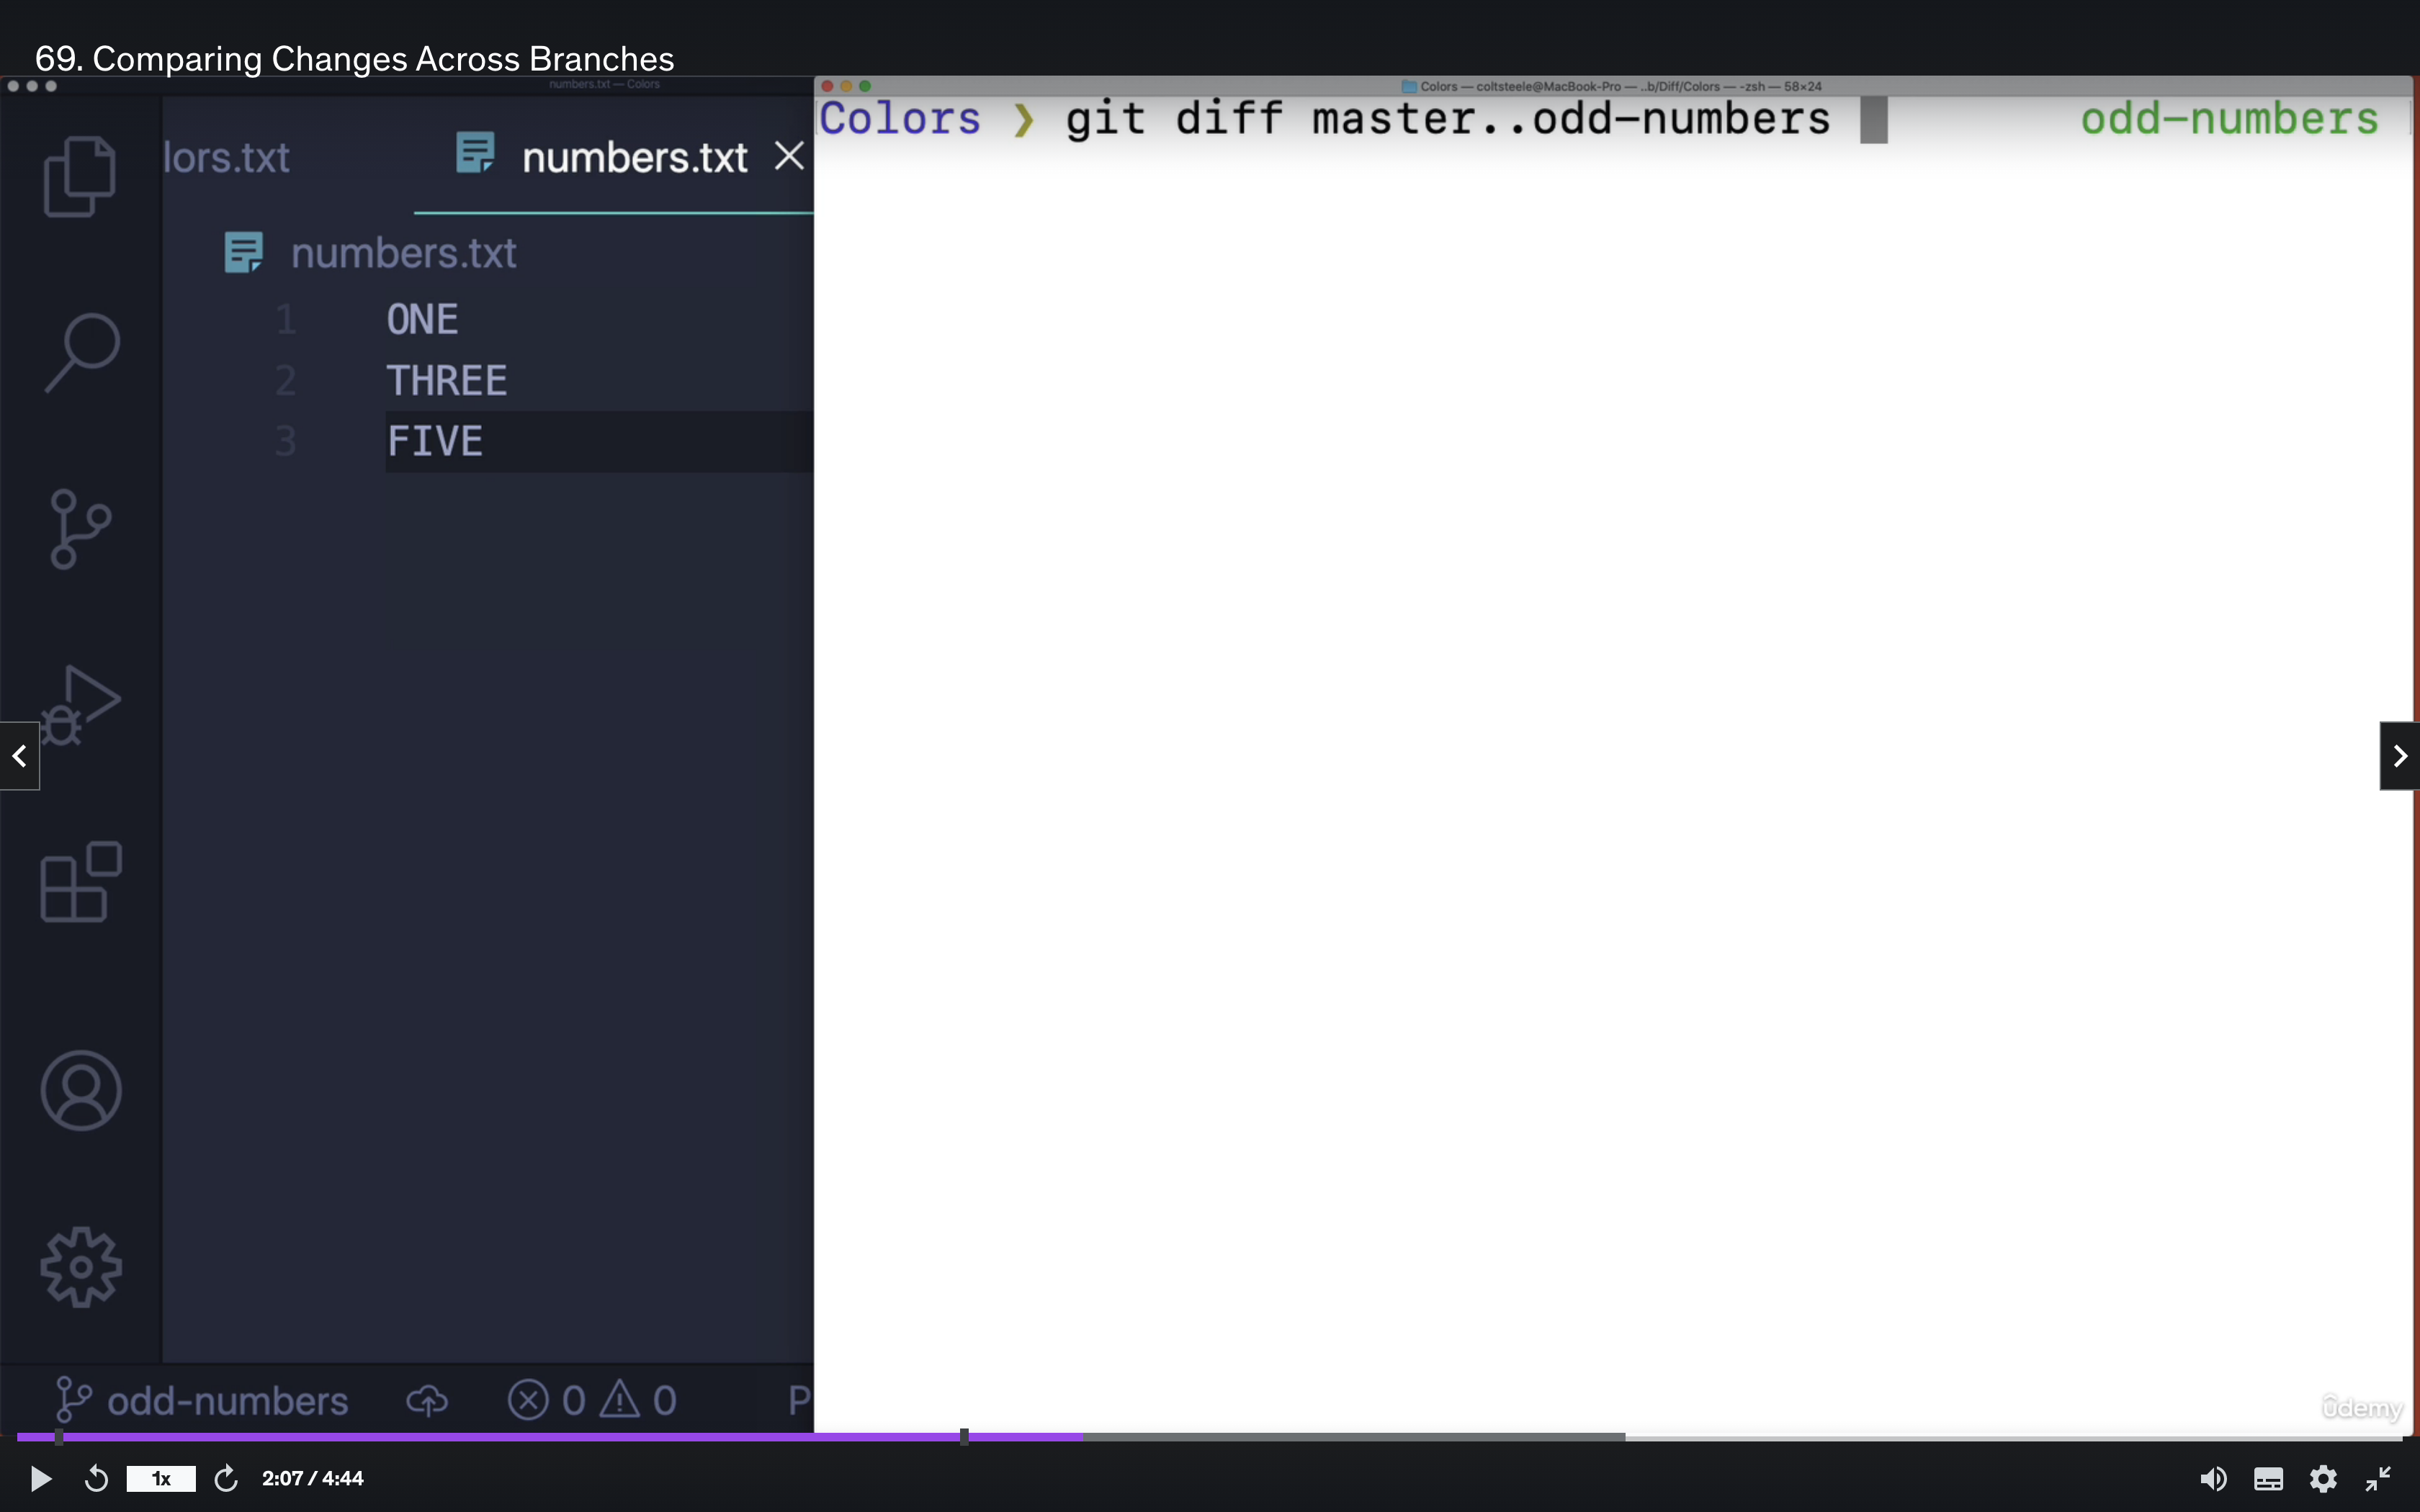 69. Comparing Changes Across Branches
numbers.txt — Colors
Colors — coltsteele@MacBook-Pro — ..b/Diff/Colors — -zsh — 58×24
lors.txt
numbers.txt
Colors ❯ git diff master..odd-numbers
odd-numbers
numbers.txt
1 ONE
2 THREE
3 FIVE
odd-numbers
0
0
P
udemy
1x
2:07 / 4:44